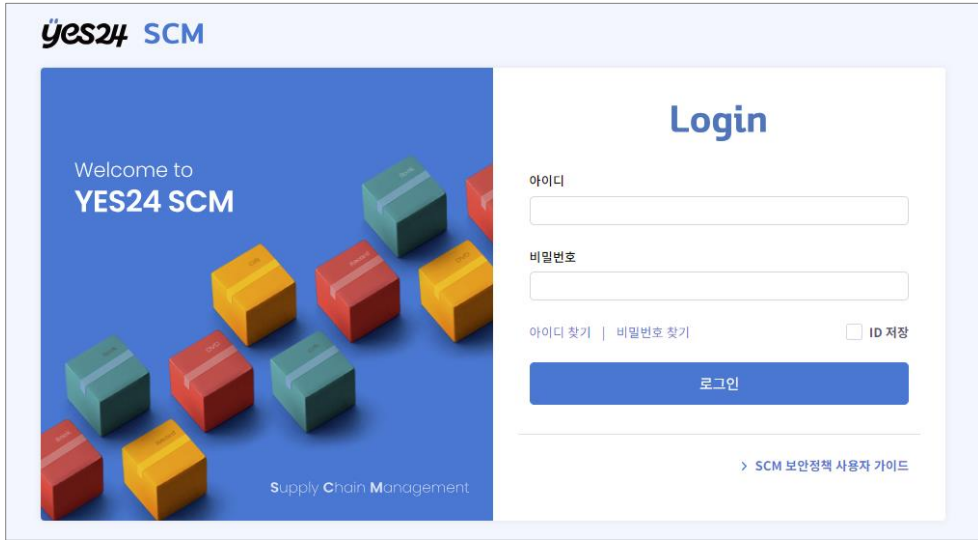 yes24 SCM
Welcome to
YES24 SCM
Supply Chain Management
Login
아이디
비밀번호
아이디 찾기 | 비밀번호 찾기
ID 저장
로그인
> SCM 보안정책 사용자 가이드